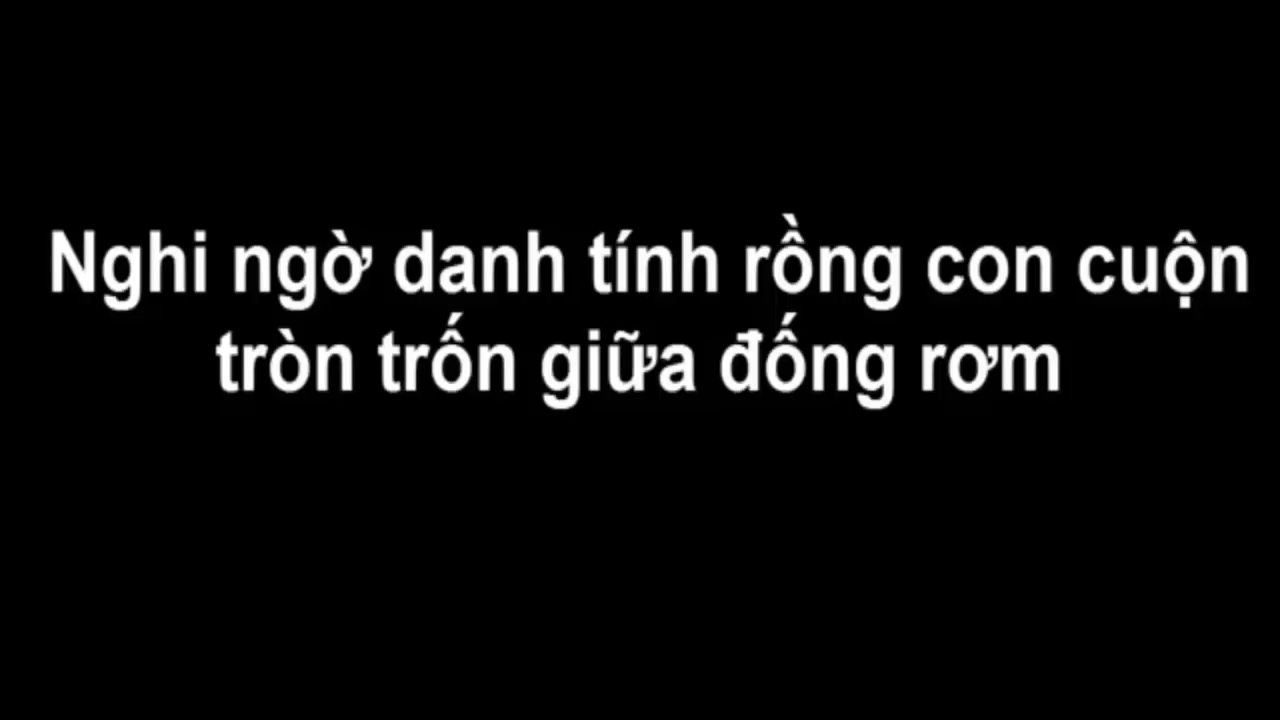 Nghi ngờ danh tính rồng con cuộn
tròn trốn giữa đống rơm